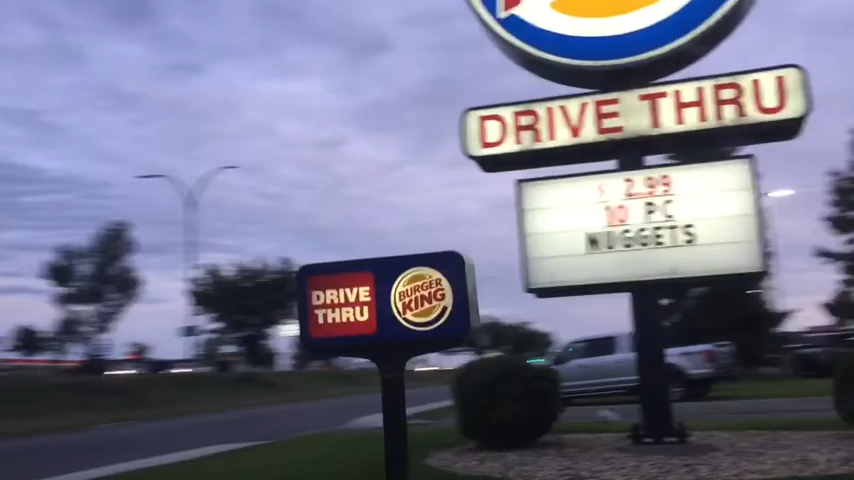 DRIVE THRU
$ 2.99
10 PC
NUGGETS
DRIVE
THRU
BURGER
KING